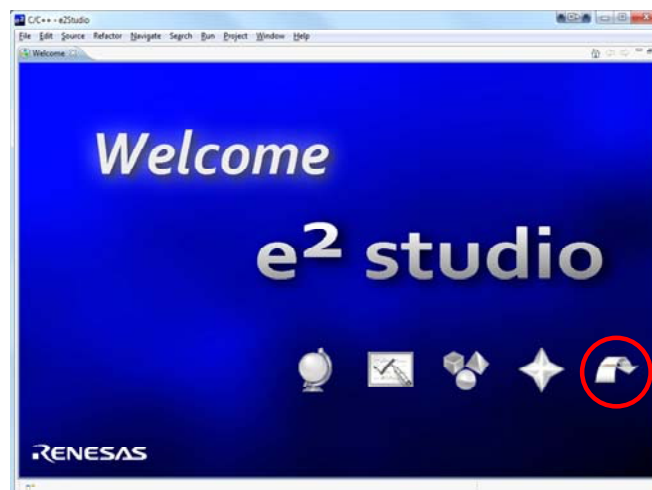 C/C++ - e2Studio
File Edit Source Refactor Navigate Search Run Project Window Help
Welcome
Welcome
e² studio
RENESAS